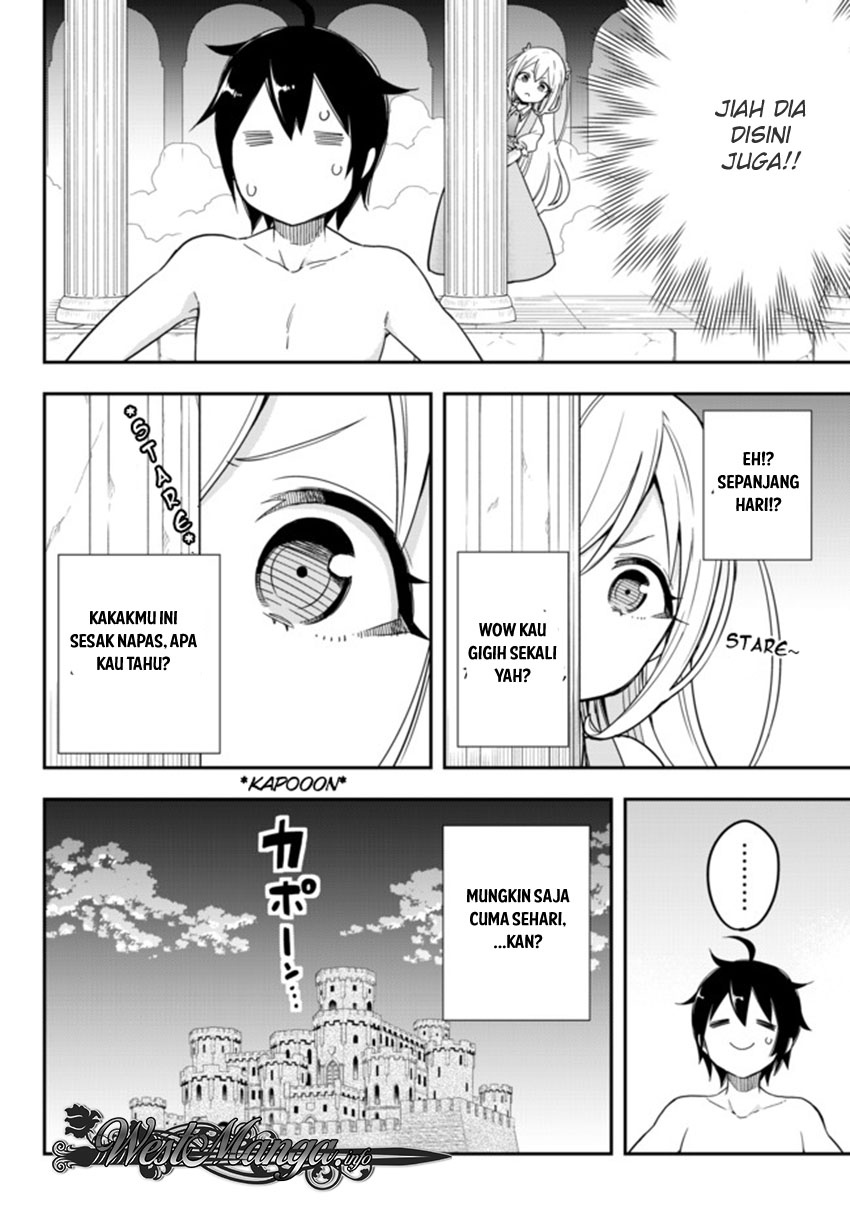 JIAH DIA
DISINI
JUGA!!
EH!?
SEPANJANG
HARI!?
WOW KAU
GIGIH SEKALI
YAH?
STARE~
*STARE*
KAKAKMU INI
SESAK NAPAS, APA
KAU TAHU?
.........
*KAPOOON*
カポーン…
MUNGKIN SAJA
CUMA SEHARI,
...KAN?
WestManga.info